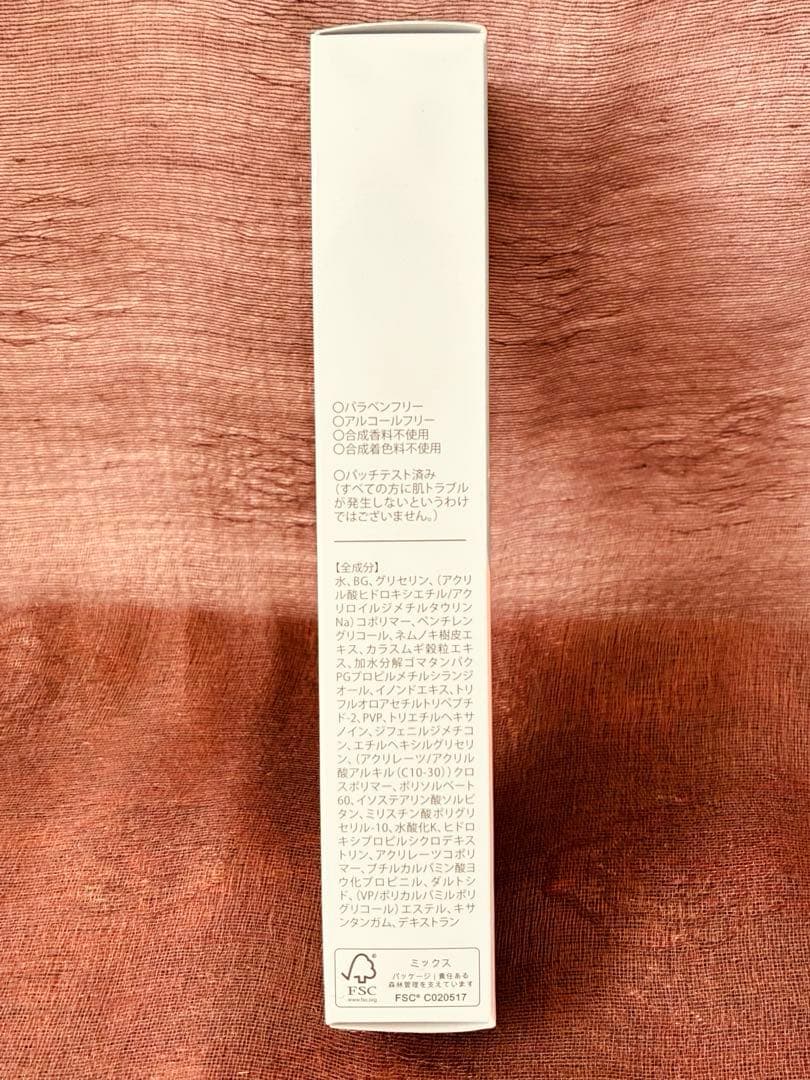 〇パラベンフリー
〇アルコールフリー
〇合成香料不使用
〇合成着色料不使用
〇パッチテスト済み
（すべての方に肌トラブル
が発生しないというわけ
ではございません。）
【全成分】
水、BG、グリセリン、（アクリ
ル酸ヒドロキシエチル/アク
リロイルジメチルタウリン
Na）コポリマー、ペンチレン
グリコール、ネムノキ樹皮エ
キス、カラスムギ穀粒エキ
ス、加水分解ゴマタンパク
PGプロピルメチルシランジ
オール、イノンドエキス、トリ
フルオロアセチルトリペプチ
ド-2、PVP、トリエチルヘキサ
ノイン、ジフェニルジメチコ
ン、エチルヘキシルグリセリ
ン、（アクリレーツ/アクリル
酸アルキル（C10-30））クロ
スポリマー、ポリソルベート
60、イソステアリン酸ソルビ
タン、ミリスチン酸ポリグリ
セリル-10、水酸化K、ヒドロ
キシプロピルシクロデキス
トリン、アクリレーツコポリ
マー、ブチルカルバミン酸ヨ
ウ化プロピニル、ダルトシ
ド、（VP/ポリカルバミルポリ
グリコール）エステル、キサ
ンタンガム、デキストラン
FSC
www.fsc.org
ミックス
パッケージ｜責任ある
森林管理を支えています
FSC® C020517